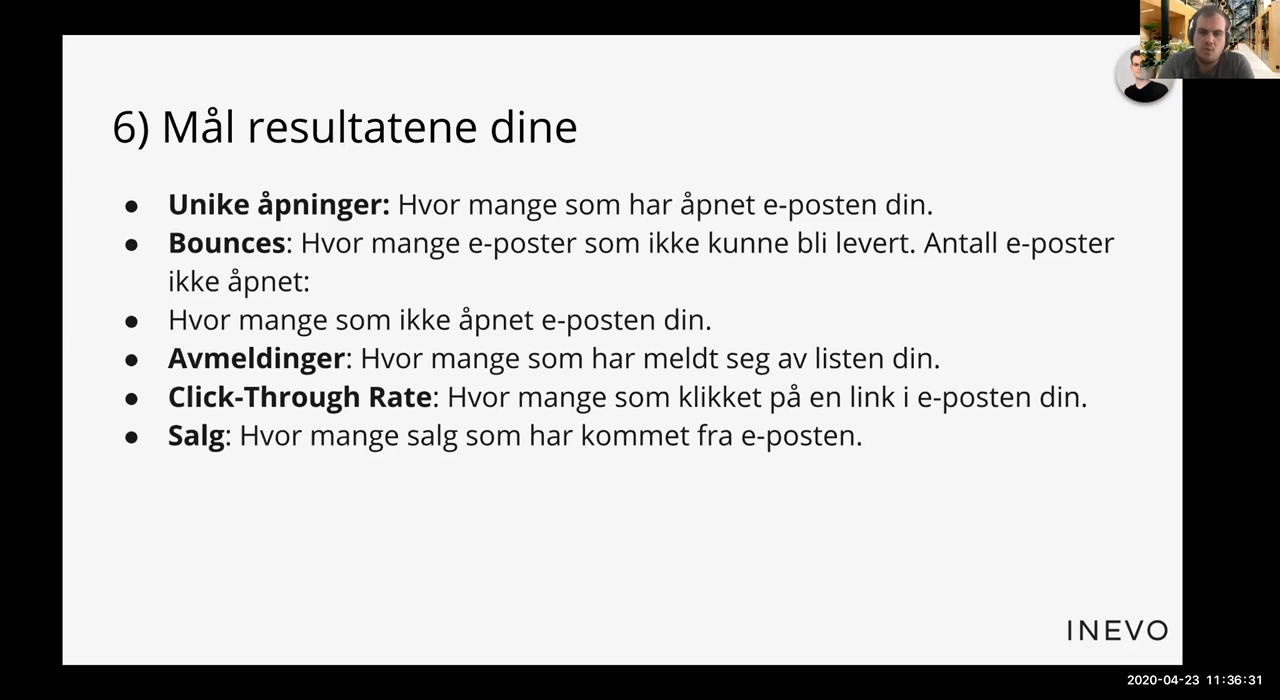 6) Mål resultatene dine
● Unike åpninger: Hvor mange som har åpnet e-posten din.
● Bounces: Hvor mange e-poster som ikke kunne bli levert. Antall e-poster
ikke åpnet:
● Hvor mange som ikke åpnet e-posten din.
● Avmeldinger: Hvor mange som har meldt seg av listen din.
● Click-Through Rate: Hvor mange som klikket på en link i e-posten din.
● Salg: Hvor mange salg som har kommet fra e-posten.
INEVO
2020-04-23 11:36:31